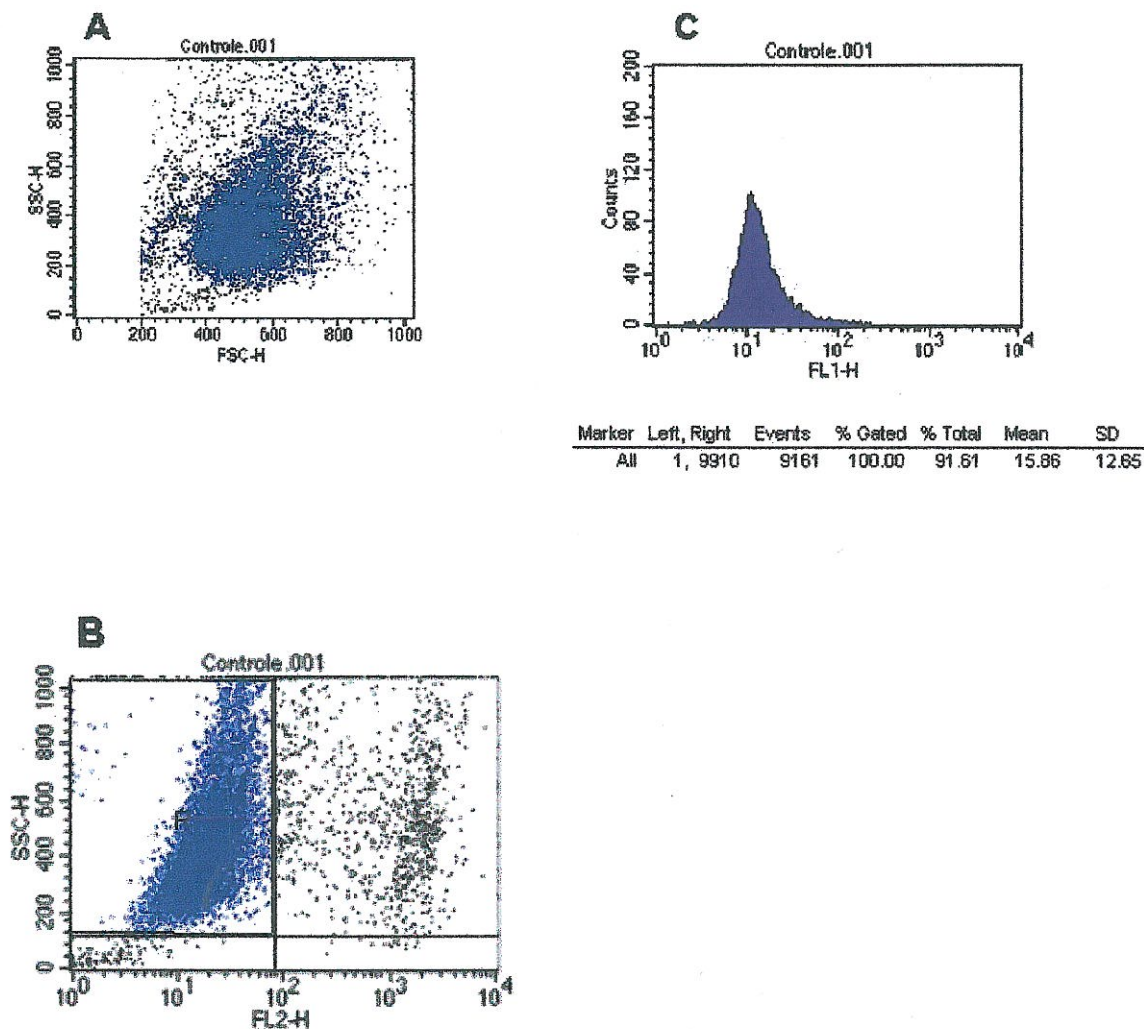 A
Controle.001
1000
800
600
400
200
0
SSC-H
0 200 400 600 800 1000
FSC-H
C
Controle.001
200
160
120
80
40
0
Counts
10^0 10^1 10^2 10^3 10^4
FL1-H
Marker Left, Right Events % Gated % Total Mean SD
All 1, 9910 9161 100.00 91.61 15.86 12.65
B
Controle.001
1000
800
600
400
200
0
SSC-H
10^0 10^1 10^2 10^3 10^4
FL2-H